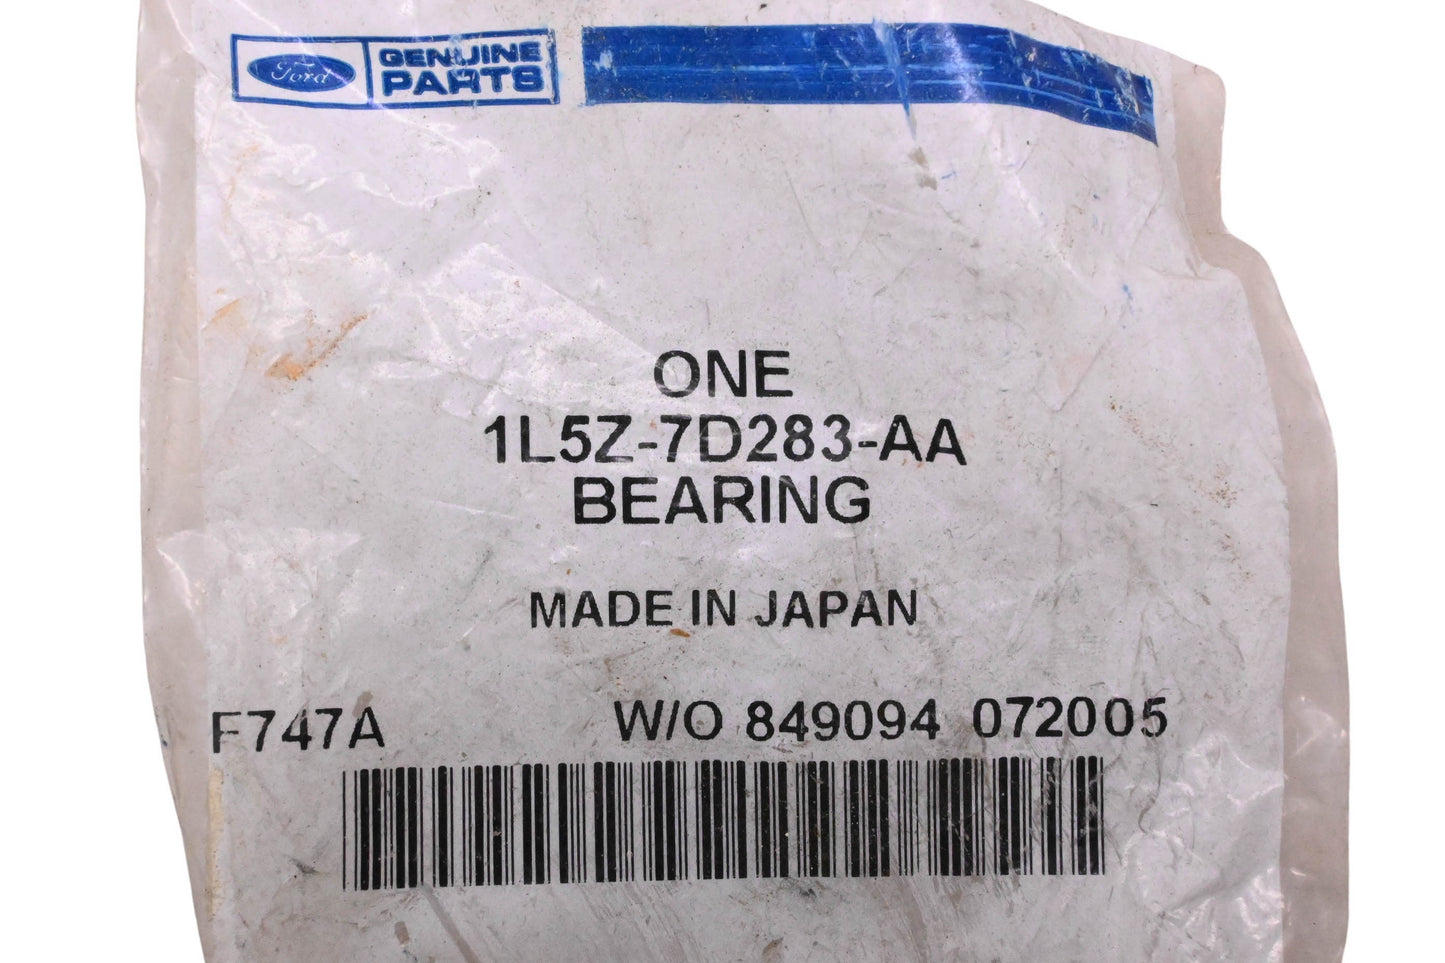 Ford GENUINE
PARTS
ONE
1L5Z-7D283-AA
BEARING
MADE IN JAPAN
F747A W/O 849094 072005